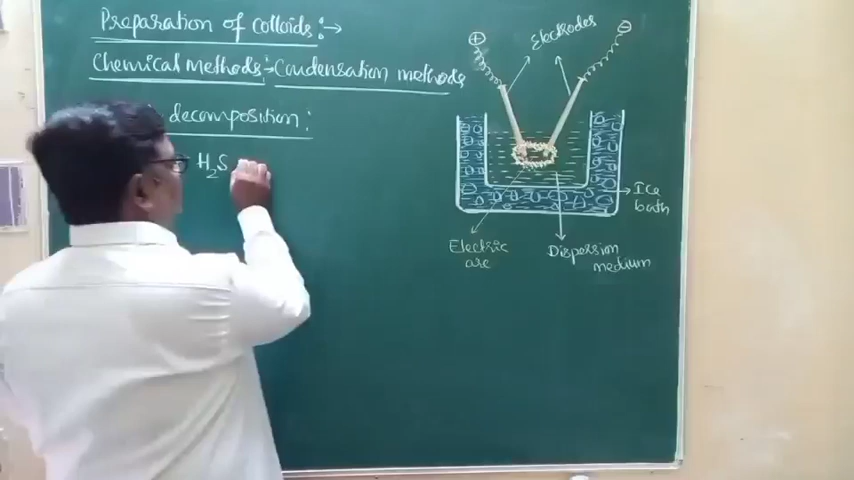 Preparation of Colloids:→
Chemical Methods:-Condensation methods
decomposition:
H2S
⊕
Electrodes
⊖
Ice
bath
Electric
arc
Dispersion
medium